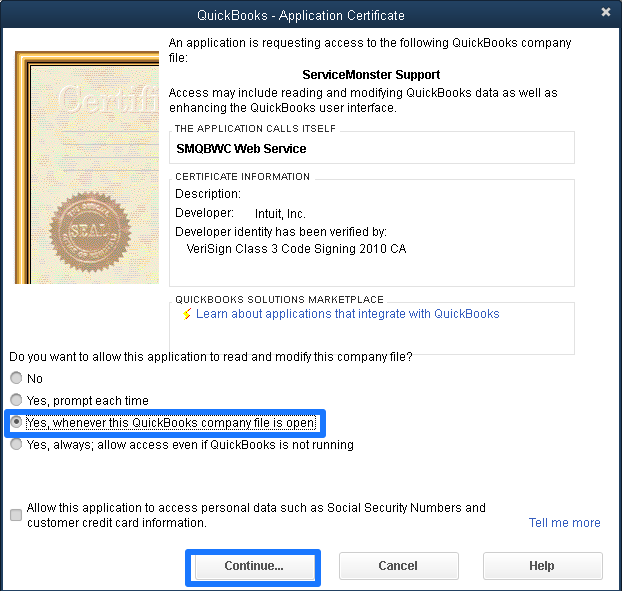 QuickBooks - Application Certificate
An application is requesting access to the following QuickBooks company
file:
ServiceMonster Support
Access may include reading and modifying QuickBooks data as well as
enhancing the QuickBooks user interface.
THE APPLICATION CALLS ITSELF
SMQBWC Web Service
CERTIFICATE INFORMATION
Description:
Developer: Intuit, Inc.
Developer identity has been verified by:
VeriSign Class 3 Code Signing 2010 CA
QUICKBOOKS SOLUTIONS MARKETPLACE
Learn about applications that integrate with QuickBooks
Certifi
SEAL
Do you want to allow this application to read and modify this company file?
No
Yes, prompt each time
Yes, whenever this QuickBooks company file is open
Yes, always; allow access even if QuickBooks is not running
Allow this application to access personal data such as Social Security Numbers and
customer credit card information.
Tell me more
Continue...
Cancel
Help